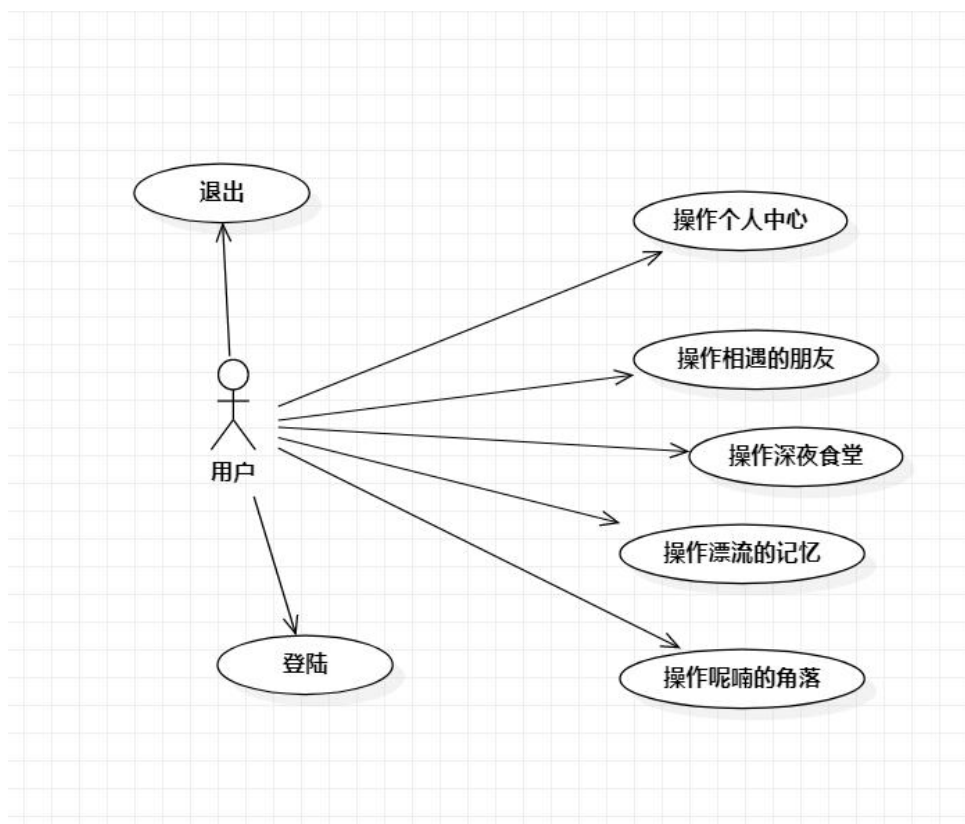 退出
操作个人中心
操作相遇的朋友
操作深夜食堂
用户
操作漂流的记忆
登陆
操作呢喃的角落